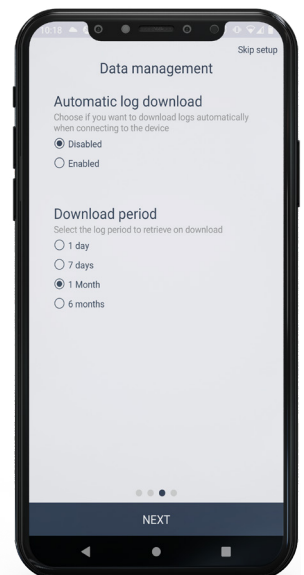 10:18
Skip setup
Data management
Automatic log download
Choose if you want to download logs automatically
when connecting to the device
Disabled
Enabled
Download period
Select the log period to retrieve on download
1 day
7 days
1 Month
6 months
NEXT